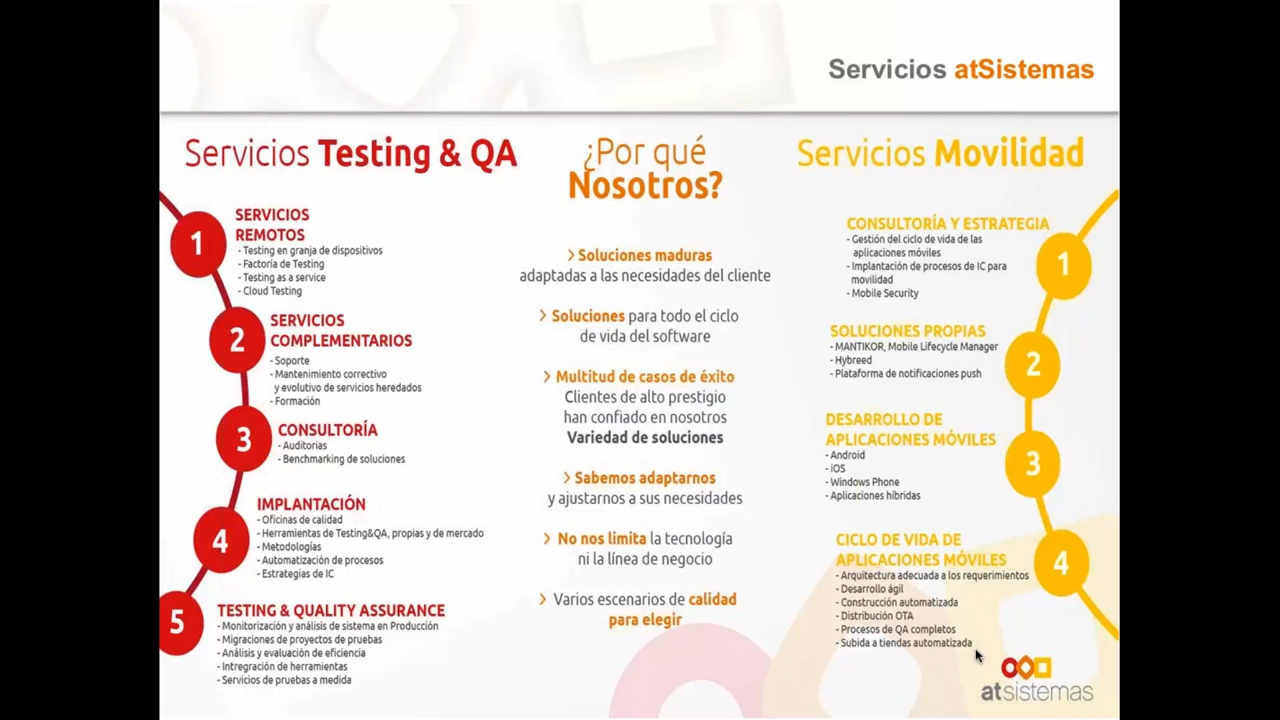 Servicios atSistemas
Servicios Testing & QA
1
SERVICIOS
REMOTOS
- Testing en granja de dispositivos
- Factoría de Testing
- Testing as a service
- Cloud Testing
2
SERVICIOS
COMPLEMENTARIOS
- Soporte
- Mantenimiento correctivo
y evolutivo de servicios heredados
- Formación
3
CONSULTORÍA
- Auditorias
- Benchmarking de soluciones
4
IMPLANTACIÓN
- Oficinas de calidad
- Herramientas de Testing&QA, propias y de mercado
- Metodologías
- Automatización de procesos
- Estrategias de IC
5
TESTING & QUALITY ASSURANCE
- Monitorización y análisis de sistema en Producción
- Migraciones de proyectos de pruebas
- Análisis y evaluación de eficiencia
- Intregración de herramientas
- Servicios de pruebas a medida
¿Por qué
Nosotros?
> Soluciones maduras
adaptadas a las necesidades del cliente
> Soluciones para todo el ciclo
de vida del software
> Multitud de casos de éxito
Clientes de alto prestigio
han confiado en nosotros
Variedad de soluciones
> Sabemos adaptarnos
y ajustarnos a sus necesidades
> No nos limita la tecnología
ni la línea de negocio
> Varios escenarios de calidad
para elegir
Servicios Movilidad
CONSULTORÍA Y ESTRATEGIA
- Gestión del ciclo de vida de las
aplicaciones móviles
- Implantación de procesos de IC para
movilidad
- Mobile Security
1
SOLUCIONES PROPIAS
- MANTIKOR, Mobile Lifecycle Manager
- Hybreed
- Plataforma de notificaciones push
2
DESARROLLO DE
APLICACIONES MÓVILES
- Android
- iOS
- Windows Phone
- Aplicaciones híbridas
3
CICLO DE VIDA DE
APLICACIONES MÓVILES
- Arquitectura adecuada a los requerimientos
- Desarrollo ágil
- Construcción automatizada
- Distribución OTA
- Procesos de QA completos
- Subida a tiendas automatizada
4
atsistemas